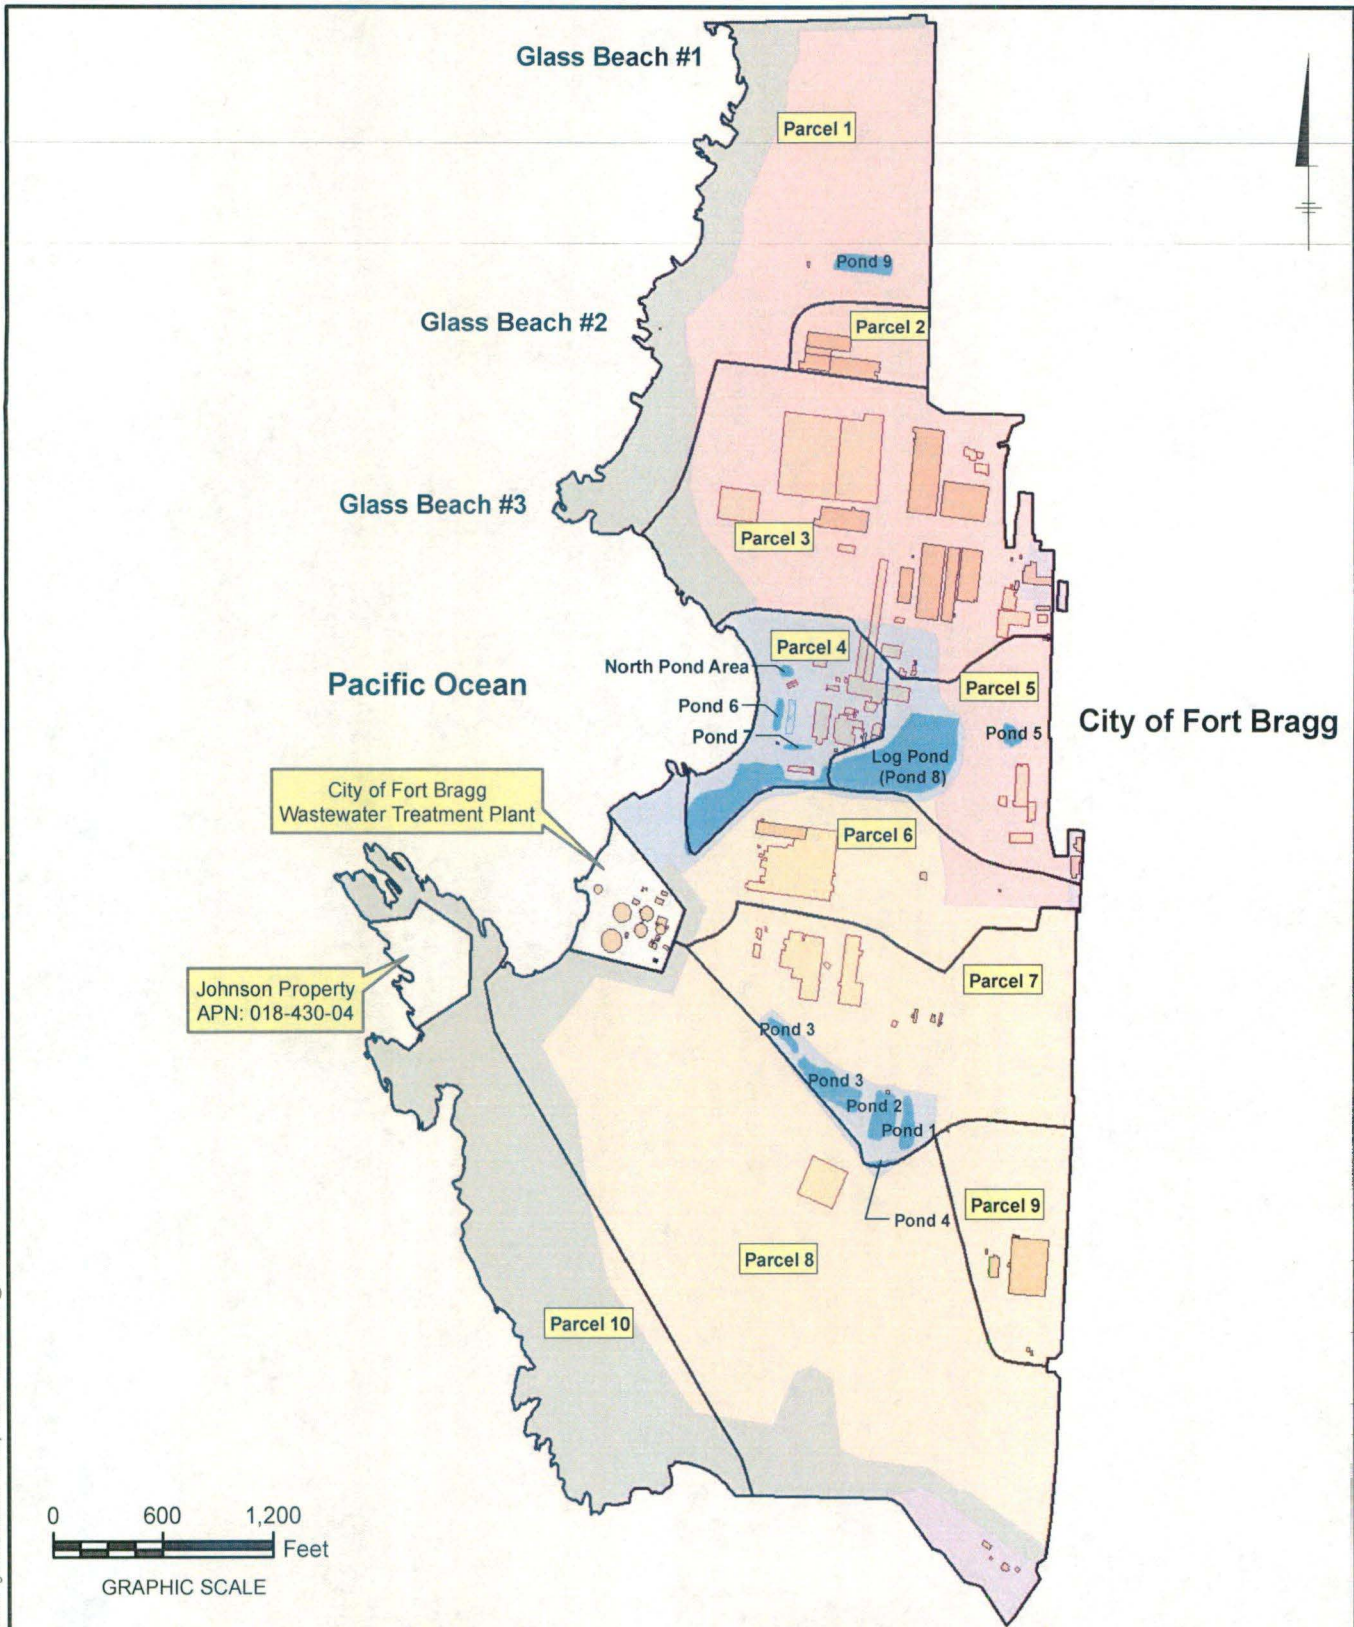 Glass Beach #1
Parcel 1
Pond 9
Glass Beach #2
Parcel 2
Glass Beach #3
Parcel 3
Parcel 4
North Pond Area
Pacific Ocean
Parcel 5
Pond 6
City of Fort Bragg
Pond 7
Pond 5
Log Pond
(Pond 8)
City of Fort Bragg
Wastewater Treatment Plant
Parcel 6
Johnson Property
APN: 018-430-04
Parcel 7
Pond 3
Pond 3
Pond 2
Pond 1
Parcel 9
Pond 4
Parcel 8
Parcel 10
0 600 1,200
Feet
GRAPHIC SCALE